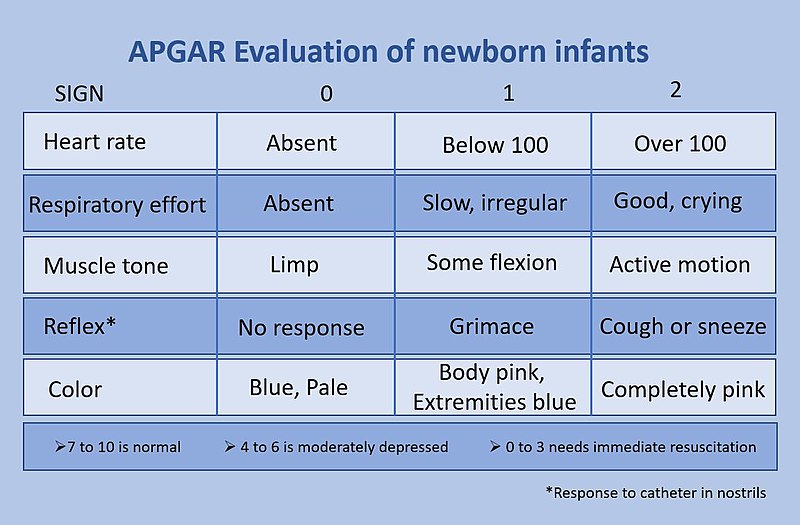 APGAR Evaluation of newborn infants
SIGN 0 1 2
Heart rate Absent Below 100 Over 100
Respiratory effort Absent Slow, irregular Good, crying
Muscle tone Limp Some flexion Active motion
Reflex* No response Grimace Cough or sneeze
Color Blue, Pale Body pink, Completely pink
Extremities blue
➢7 to 10 is normal ➢ 4 to 6 is moderately depressed ➢ 0 to 3 needs immediate resuscitation
*Response to catheter in nostrils